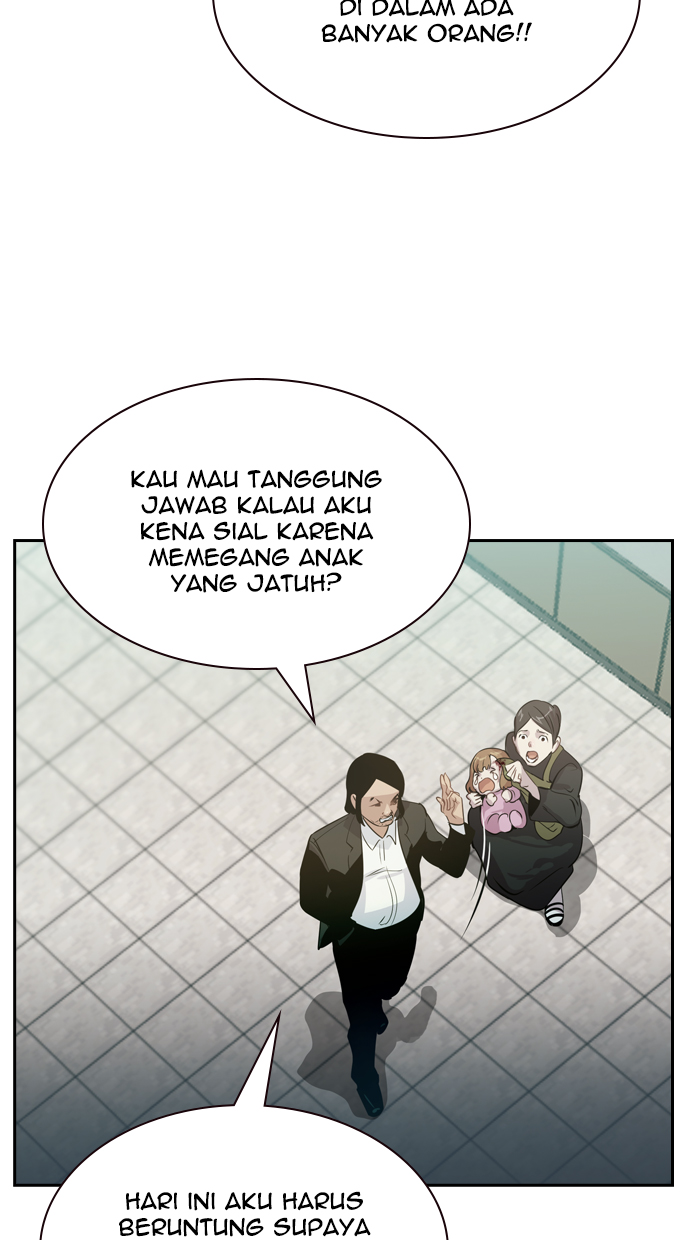 DI DALAM ADA
BANYAK ORANG!!
KAU MAU TANGGUNG
JAWAB KALAU AKU
KENA SIAL KARENA
MEMEGANG ANAK
YANG JATUH?
HARI INI AKU HARUS
BERUNTUNG SUPAYA